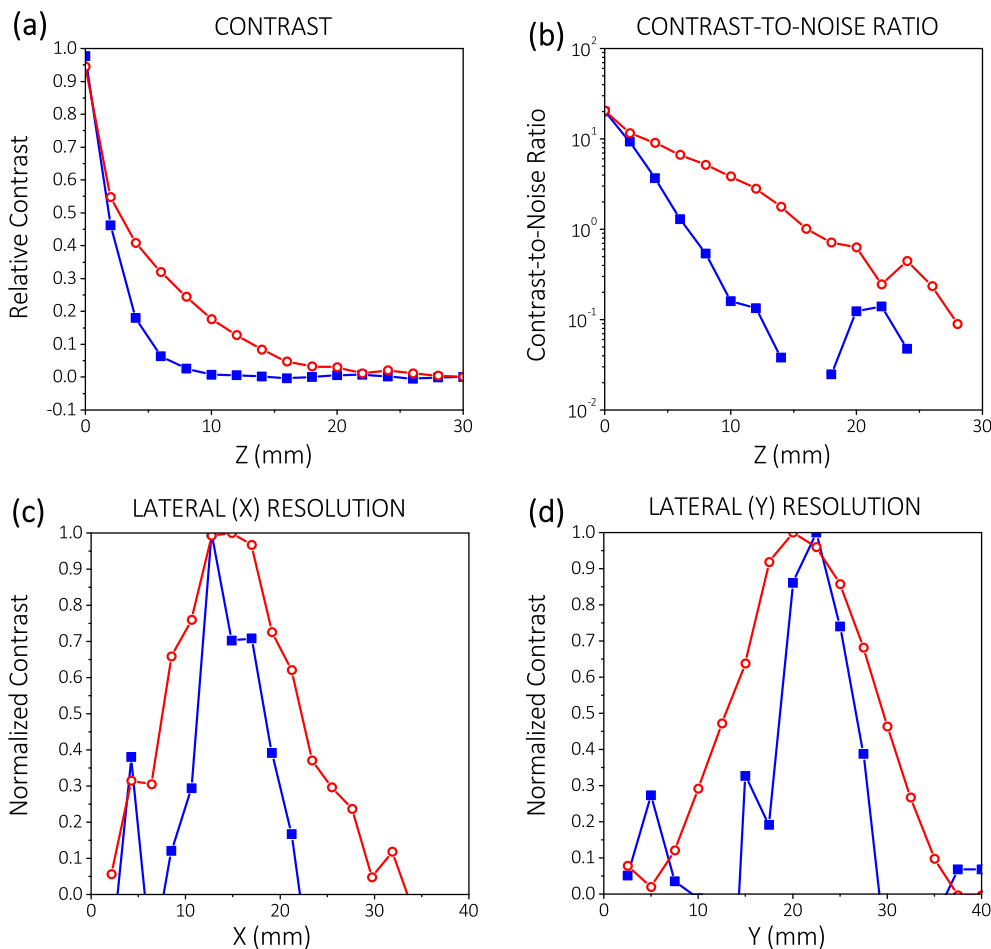 (a) CONTRAST
1.0
0.9
0.8
0.7
0.6
0.5
0.4
0.3
0.2
0.1
0.0
-0.1
Relative Contrast
0 10 20 30
Z (mm)
(b) CONTRAST-TO-NOISE RATIO
10²
10¹
10⁰
10⁻¹
10⁻²
Contrast-to-Noise Ratio
0 10 20 30
Z (mm)
(c) LATERAL (X) RESOLUTION
1.0
0.9
0.8
0.7
0.6
0.5
0.4
0.3
0.2
0.1
0.0
Normalized Contrast
0 10 20 30 40
X (mm)
(d) LATERAL (Y) RESOLUTION
1.0
0.9
0.8
0.7
0.6
0.5
0.4
0.3
0.2
0.1
0.0
Normalized Contrast
0 10 20 30 40
Y (mm)